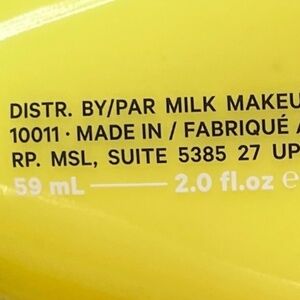 DISTR. BY/PAR MILK MAKEU
10011 · MADE IN / FABRIQUÉ A
RP. MSL, SUITE 5385 27 UP
59 mL 2.0 fl.oz e